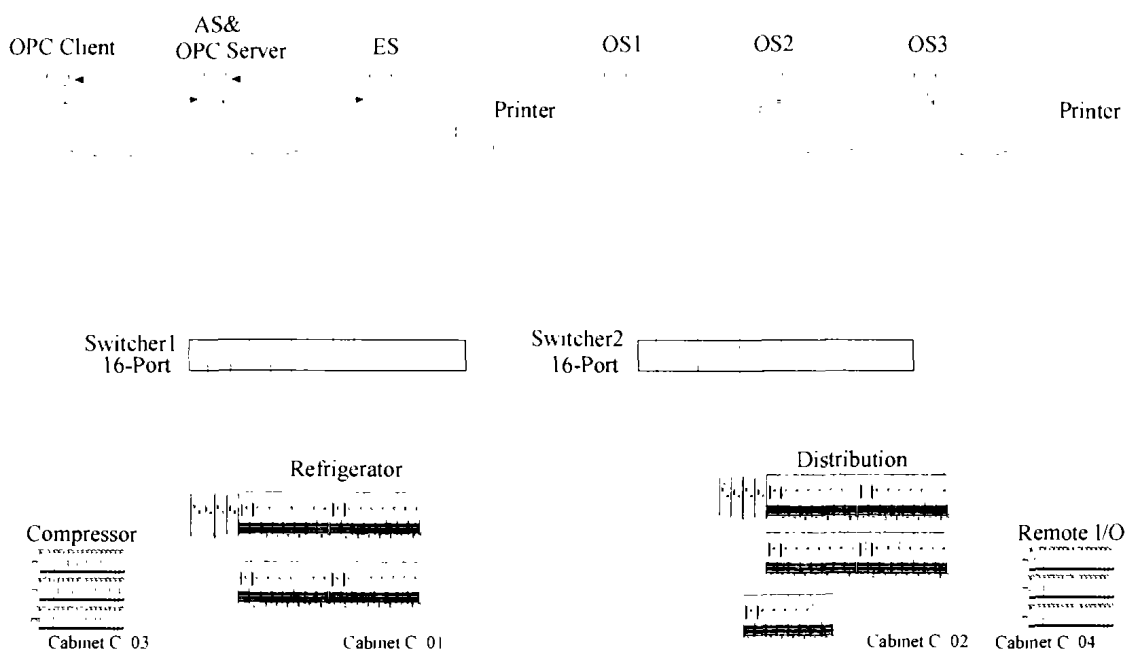 AS&
OPC Client
OPC Server
ES
OS1
OS2
OS3
Printer
Printer
Switcher1
16-Port
Switcher2
16-Port
Refrigerator
Distribution
Compressor
Remote I/O
Cabinet C 03
Cabinet C 01
Cabinet C 02
Cabinet C 04